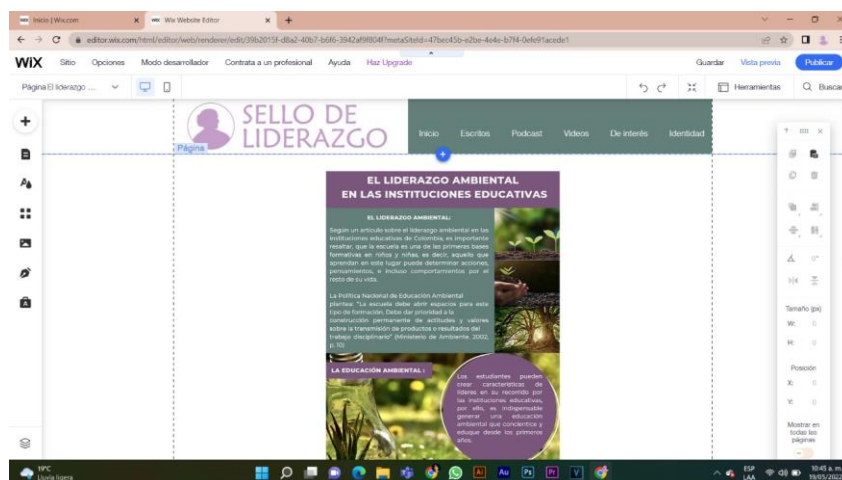 Inicio | Wix.com
Wix Website Editor
editor.wix.com/html/editor/web/renderer/edit/39b2015f-d8a2-40b7-b6f6-3942af9f804f?metaSiteId=47bec45b-e2be-4e4e-b7f4-0efe91acede1
WiX Sitio Opciones Modo desarrollador Contrata a un profesional Ayuda Haz Upgrade Guardar Vista previa Publicar
Página: El liderazgo ... Herramientas Buscar
SELLO DE
LIDERAZGO
Inicio Escritos Podcast Videos De interés Identidad
Página
EL LIDERAZGO AMBIENTAL
EN LAS INSTITUCIONES EDUCATIVAS
EL LIDERAZGO AMBIENTAL:
Según un artículo sobre el liderazgo ambiental en las
instituciones educativas de Colombia, es importante
resaltar, que la escuela es una de las primeras bases
formativas en niños y niñas, es decir, aquello que
aprendan en este lugar puede determinar acciones,
pensamientos, e incluso comportamientos por el
resto de su vida.
La Política Nacional de Educación Ambiental
plantea: "La escuela debe abrir espacios para este
tipo de formación. Debe dar prioridad a la
construcción permanente de actitudes y valores
sobre la transmisión de productos o resultados del
trabajo disciplinario" (Ministerio de Ambiente. 2002,
p. 10)
LA EDUCACIÓN AMBIENTAL :
Los estudiantes pueden
crear características de
líderes en su recorrido por
las instituciones educativas,
por ello, es indispensable
generar una educación
ambiental que concientice y
eduque desde los primeros
años.
Tamaño (px)
W: 0
H: 0
Posición
X: 0
Y: 0
Mostrar en
todas las
páginas
19°C
Lluvia ligera
ESP
LAA
10:45 a. m.
19/05/2022